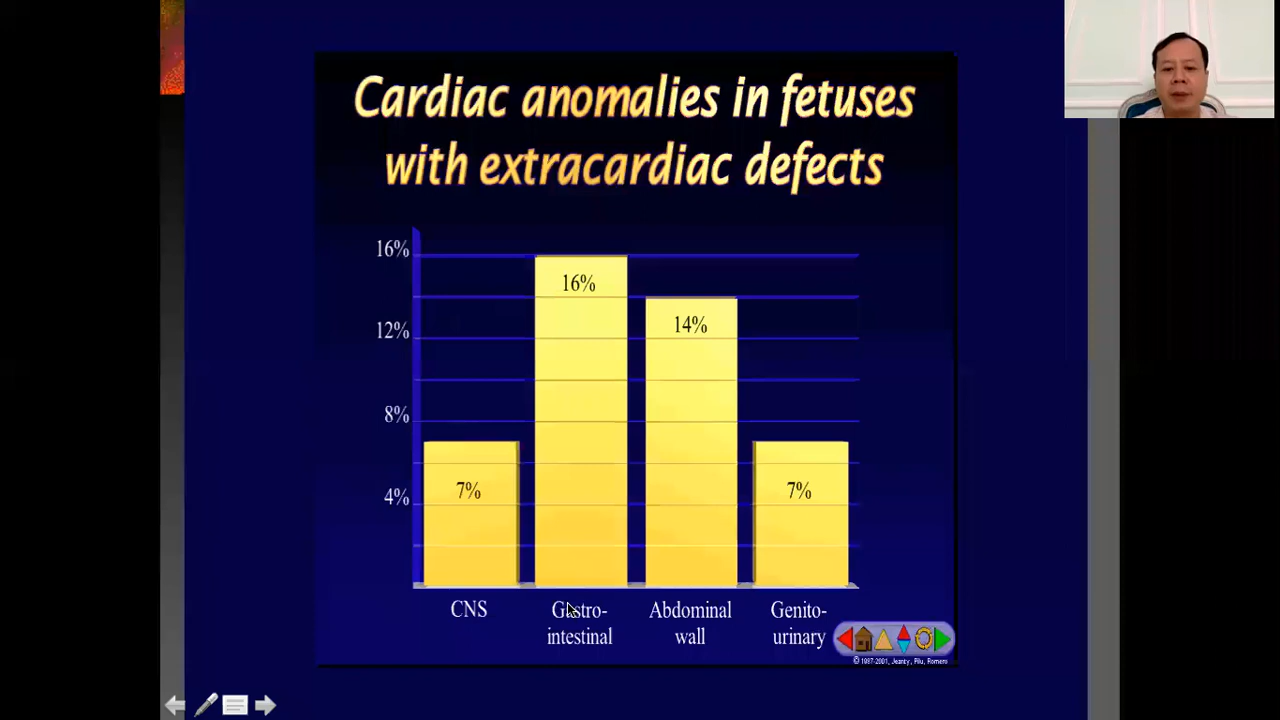 Cardiac anomalies in fetuses
with extracardiac defects
16%
12%
8%
4%
7%
16%
14%
7%
CNS
Gastro-
intestinal
Abdominal
wall
Genito-
urinary
© 1987-2001, Jeanty, Pilu, Romero